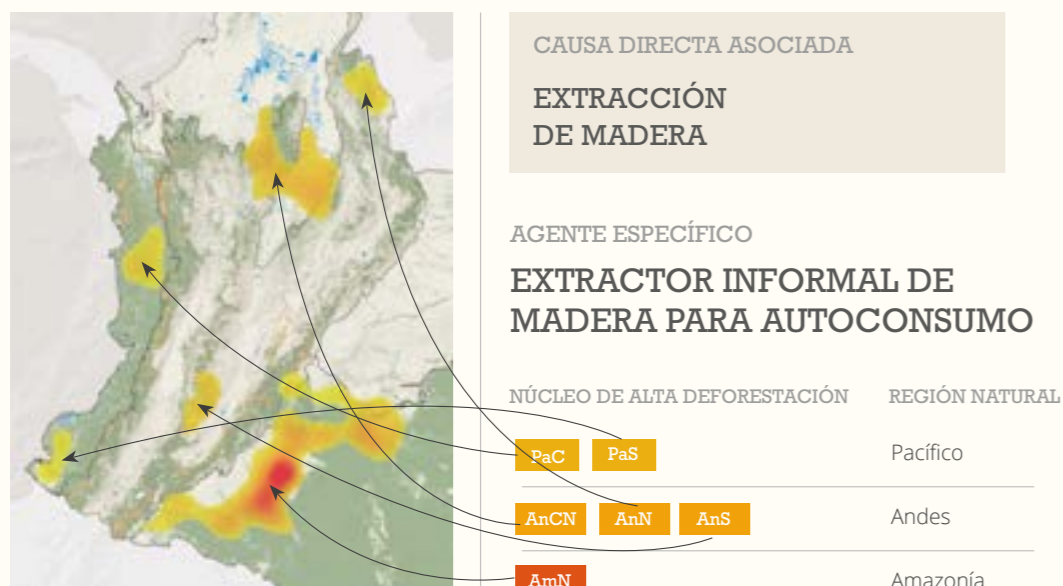 CAUSA DIRECTA ASOCIADA
EXTRACCIÓN
DE MADERA
AGENTE ESPECÍFICO
EXTRACTOR INFORMAL DE
MADERA PARA AUTOCONSUMO
NÚCLEO DE ALTA DEFORESTACIÓN REGIÓN NATURAL
PaC PaS Pacífico
AnCN AnN AnS Andes
AmN Amazonía